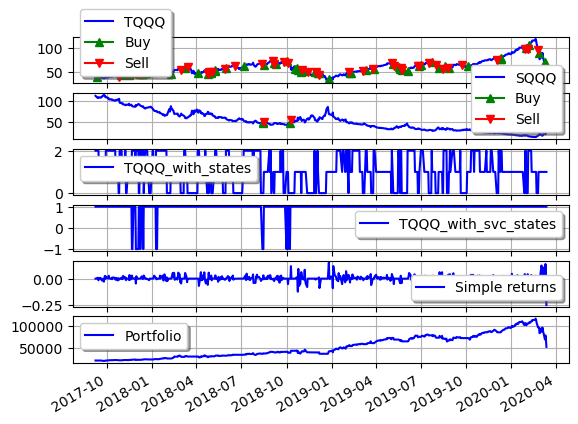 TQQQ
Buy
Sell
100
50
SQQQ
Buy
Sell
100
50
2
0
TQQQ_with_states
1
0
−1
TQQQ_with_svc_states
0.00
−0.25
Simple returns
100000
50000
Portfolio
2017-10
2018-01
2018-04
2018-07
2018-10
2019-01
2019-04
2019-07
2019-10
2020-01
2020-04